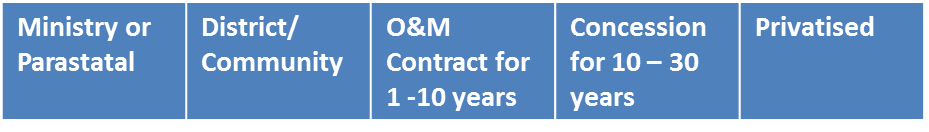 Ministry or
Parastatal
District/
Community
O&M
Contract for
1 -10 years
Concession
for 10 – 30
years
Privatised